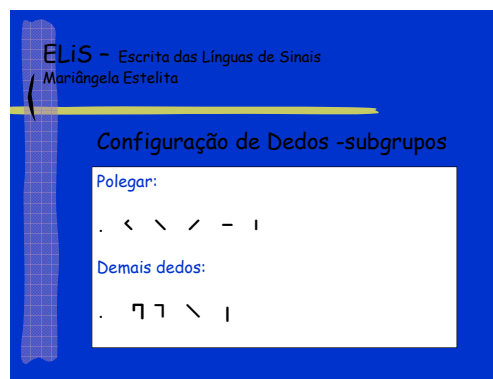 ELiS – Escrita das Línguas de Sinais
Mariângela Estelita
Configuração de Dedos -subgrupos
Polegar:
. < \ / – ı
Demais dedos: